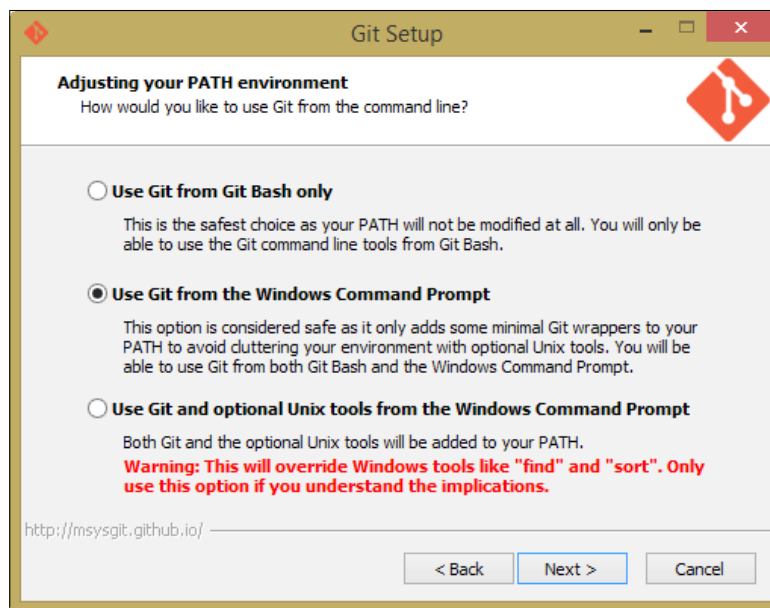 Git Setup
Adjusting your PATH environment
How would you like to use Git from the command line?
Use Git from Git Bash only
This is the safest choice as your PATH will not be modified at all. You will only be
able to use the Git command line tools from Git Bash.
Use Git from the Windows Command Prompt
This option is considered safe as it only adds some minimal Git wrappers to your
PATH to avoid cluttering your environment with optional Unix tools. You will be
able to use Git from both Git Bash and the Windows Command Prompt.
Use Git and optional Unix tools from the Windows Command Prompt
Both Git and the optional Unix tools will be added to your PATH.
Warning: This will override Windows tools like "find" and "sort". Only
use this option if you understand the implications.
http://msysgit.github.io/
< Back Next > Cancel